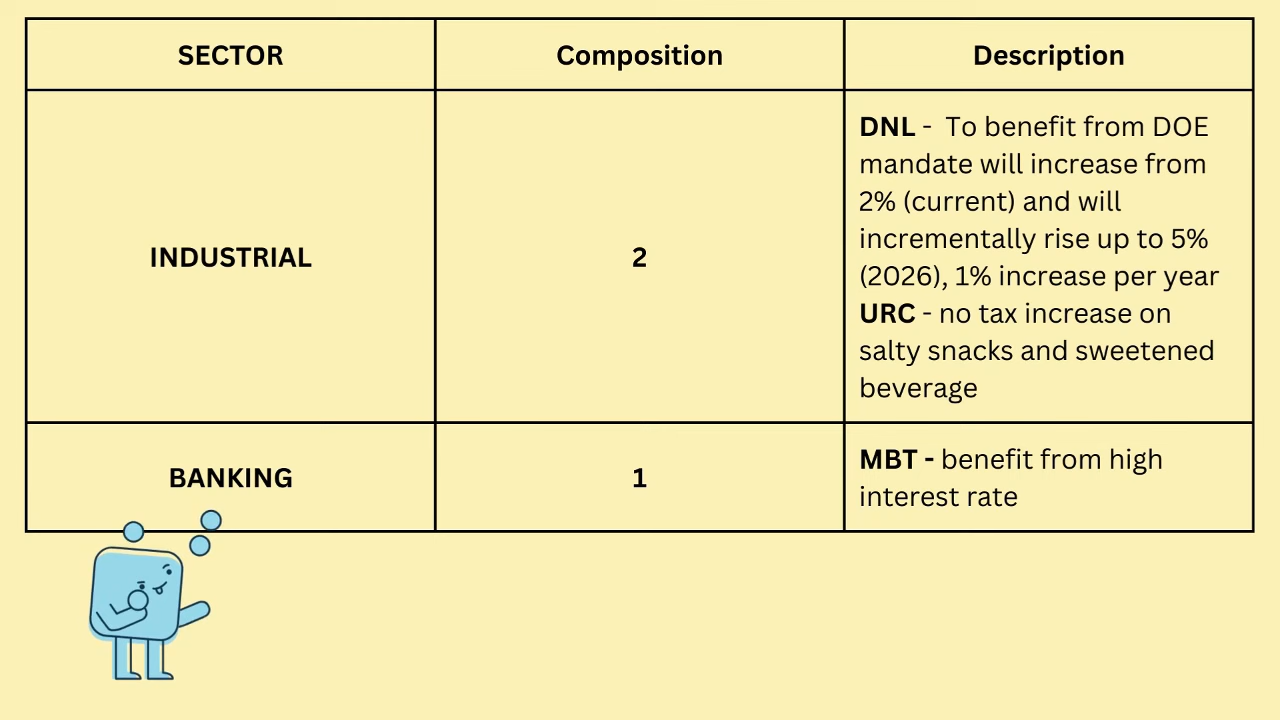 SECTOR
Composition
Description
INDUSTRIAL
2
DNL -  To benefit from DOE
mandate will increase from
2% (current) and will
incrementally rise up to 5%
(2026), 1% increase per year
URC - no tax increase on
salty snacks and sweetened
beverage
BANKING
1
MBT - benefit from high
interest rate